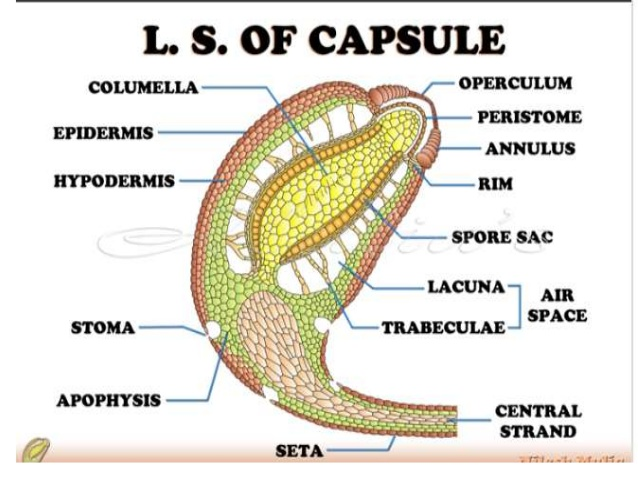 L. S. OF CAPSULE
COLUMELLA
OPERCULUM
PERISTOME
EPIDERMIS
ANNULUS
HYPODERMIS
RIM
SPORE SAC
LACUNA
AIR
SPACE
STOMA
TRABECULAE
APOPHYSIS
CENTRAL
STRAND
SETA